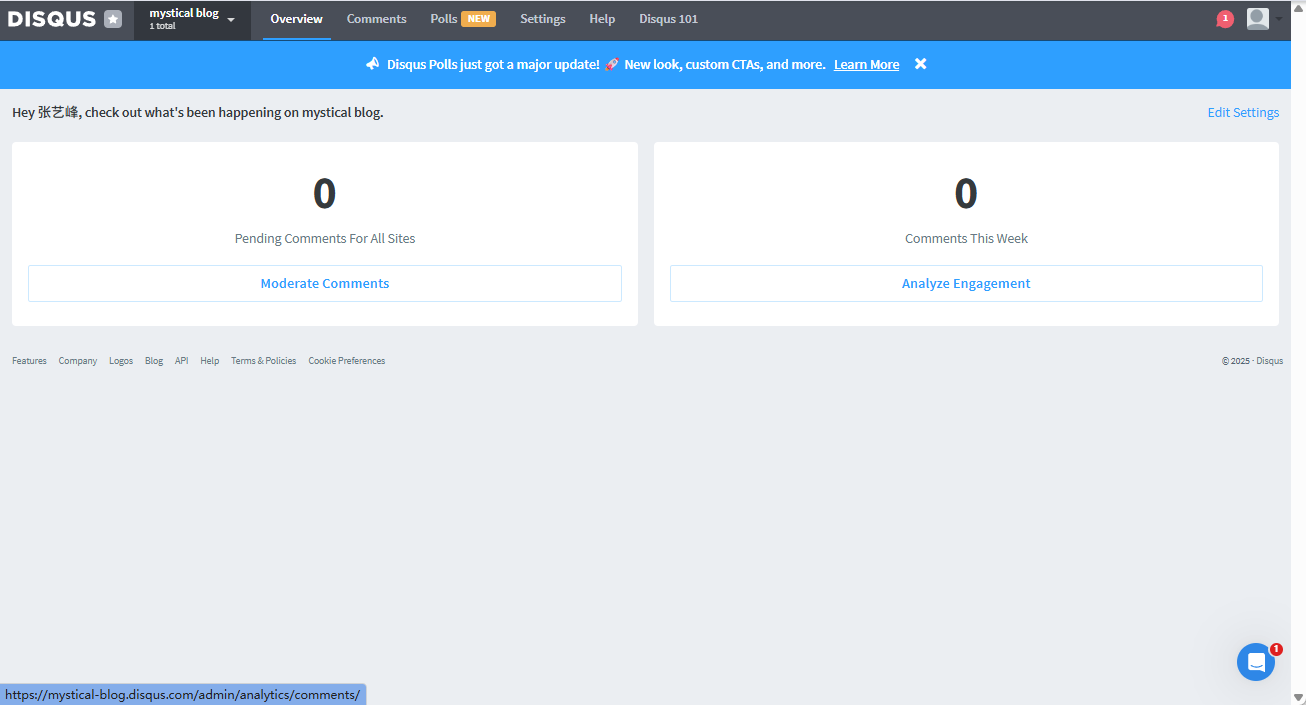 DISQUS mystical blog Overview Comments Polls NEW Settings Help Disqus 101 1
1 total
Disqus Polls just got a major update! 🚀 New look, custom CTAs, and more. Learn More
Hey 张艺峰, check out what's been happening on mystical blog. Edit Settings
0 0
Pending Comments For All Sites Comments This Week
Moderate Comments Analyze Engagement
Features Company Logos Blog API Help Terms & Policies Cookie Preferences © 2025 · Disqus
1
https://mystical-blog.disqus.com/admin/analytics/comments/